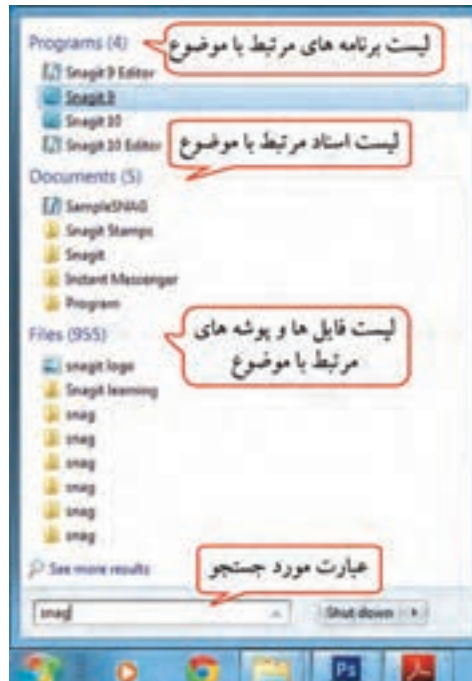 Programs (4)
لیست برنامه های مرتبط با موضوع
Snagit 9 Editor
Snagit 9
Snagit 10
Snagit 10 Editor
لیست اسناد مرتبط با موضوع
Documents (5)
SampleSNAG
Snagit Stamps
Snagit
Instant Messenger
Program
Files (955)
لیست فایل ها و پوشه های
مرتبط با موضوع
snagit logo
Snagit learning
snag
snag
snag
snag
snag
See more results
عبارت مورد جستجو
snag
Shut down
Ps